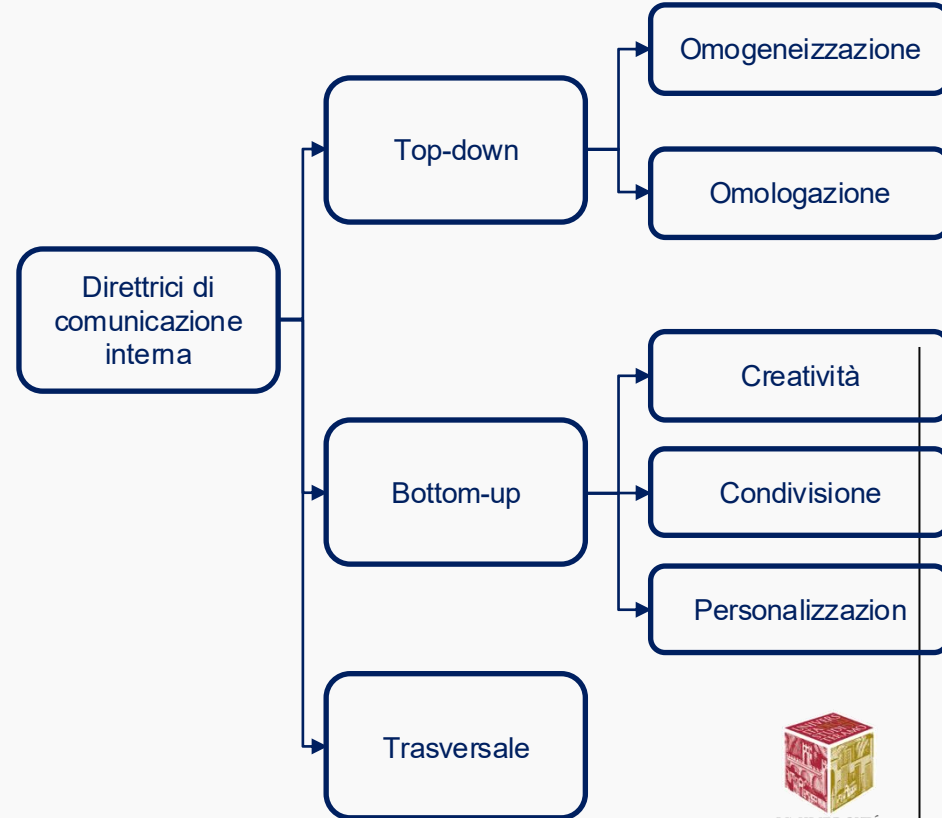 Omogeneizzazione
Top-down
Omologazione
Direttrici di
comunicazione
interna
Creatività
Bottom-up
Condivisione
Personalizzazion
Trasversale